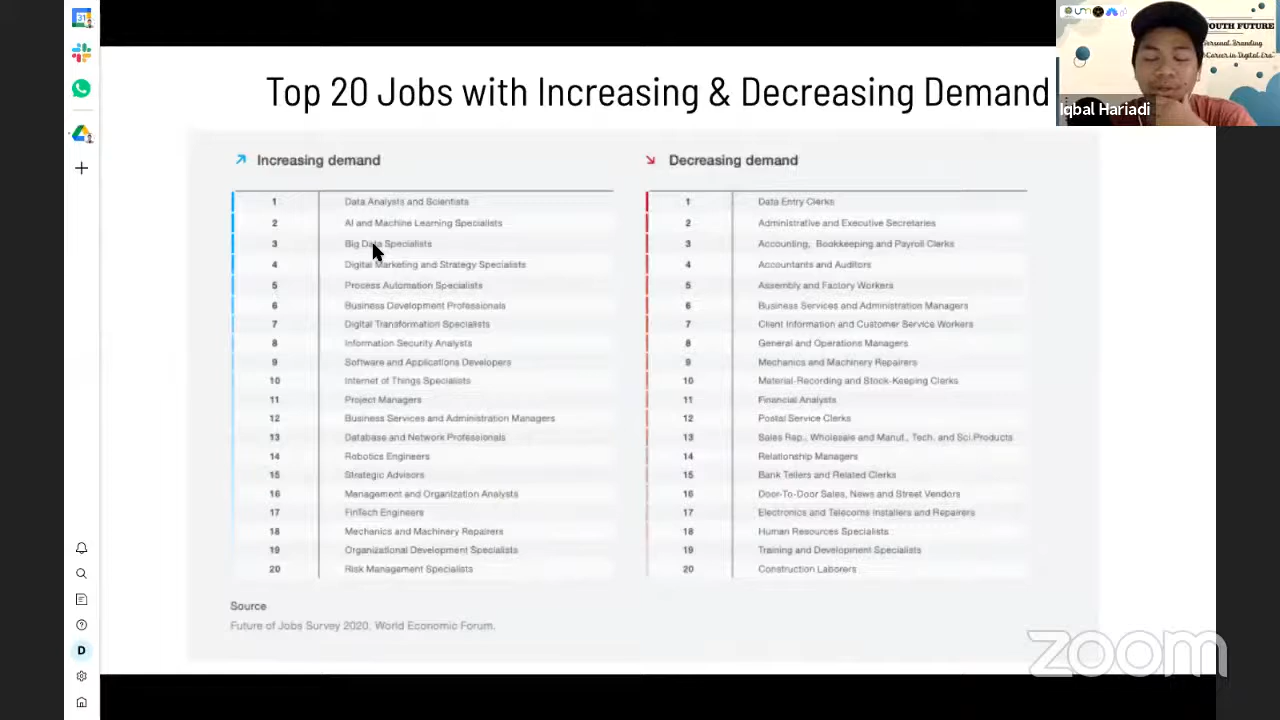 Top 20 Jobs with Increasing & Decreasing Demand
Increasing demand
1 Data Analysts and Scientists
2 AI and Machine Learning Specialists
3 Big Data Specialists
4 Digital Marketing and Strategy Specialists
5 Process Automation Specialists
6 Business Development Professionals
7 Digital Transformation Specialists
8 Information Security Analysts
9 Software and Applications Developers
10 Internet of Things Specialists
11 Project Managers
12 Business Services and Administration Managers
13 Database and Network Professionals
14 Robotics Engineers
15 Strategic Advisors
16 Management and Organization Analysts
17 FinTech Engineers
18 Mechanics and Machinery Repairers
19 Organizational Development Specialists
20 Risk Management Specialists
Decreasing demand
1 Data Entry Clerks
2 Administrative and Executive Secretaries
3 Accounting, Bookkeeping and Payroll Clerks
4 Accountants and Auditors
5 Assembly and Factory Workers
6 Business Services and Administration Managers
7 Client Information and Customer Service Workers
8 General and Operations Managers
9 Mechanics and Machinery Repairers
10 Material-Recording and Stock-Keeping Clerks
11 Financial Analysts
12 Postal Service Clerks
13 Sales Rep., Wholesale and Manuf., Tech. and Sci.Products
14 Relationship Managers
15 Bank Tellers and Related Clerks
16 Door-To-Door Sales, News and Street Vendors
17 Electronics and Telecoms Installers and Repairers
18 Human Resources Specialists
19 Training and Development Specialists
20 Construction Laborers
Source
Future of Jobs Survey 2020, World Economic Forum.
31
D
OUTH FUTURE
ersonal Branding
Career in Digital Era"
Iqbal Hariadi
zoom